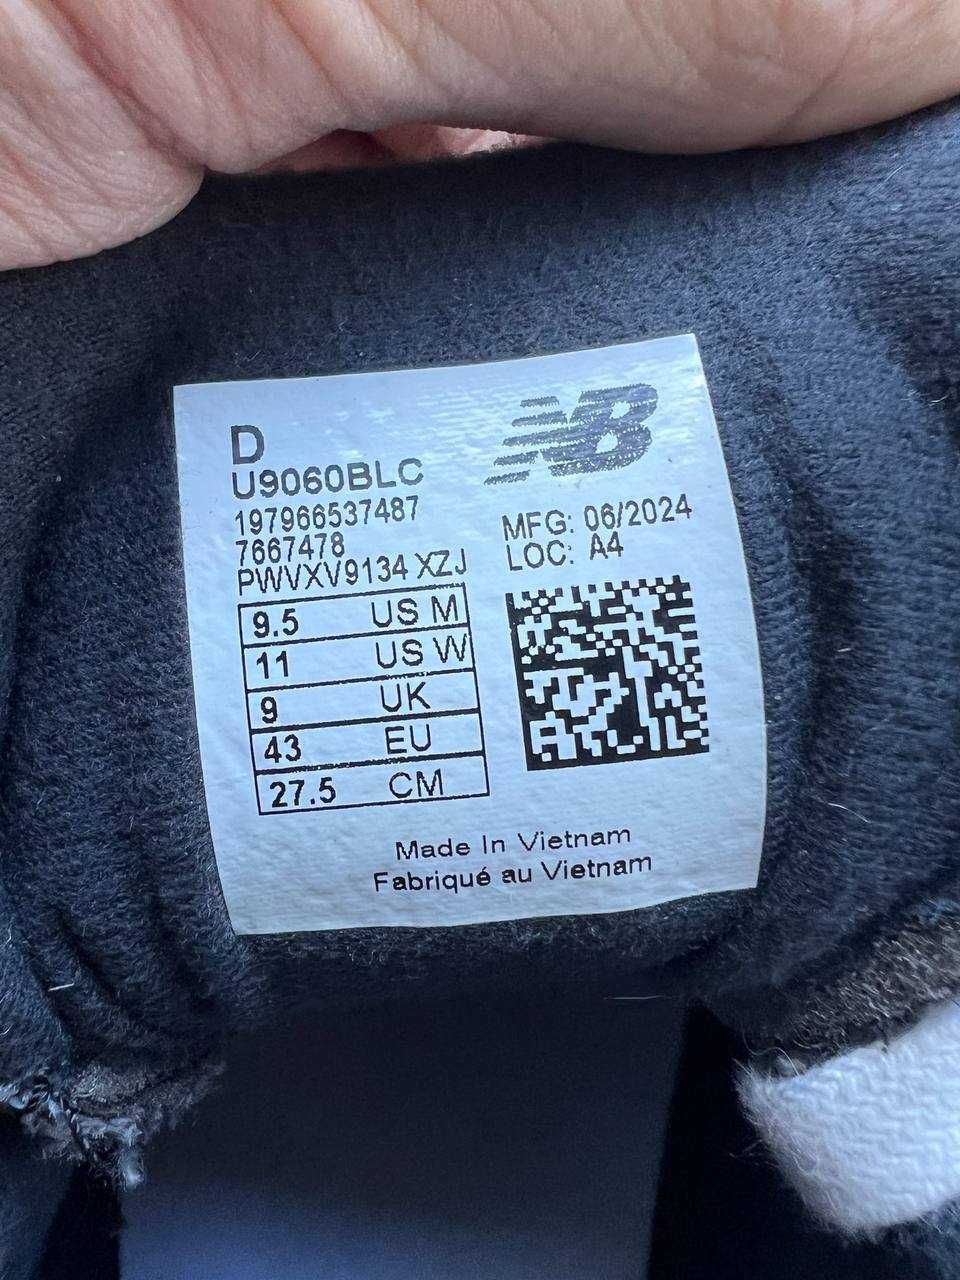 D
U9060BLC
197966537487
7667478
PWVXV9134 XZJ
NB
MFG: 06/2024
LOC: A4
9.5 US M
11 US W
9 UK
43 EU
27.5 CM
Made In Vietnam
Fabriqué au Vietnam